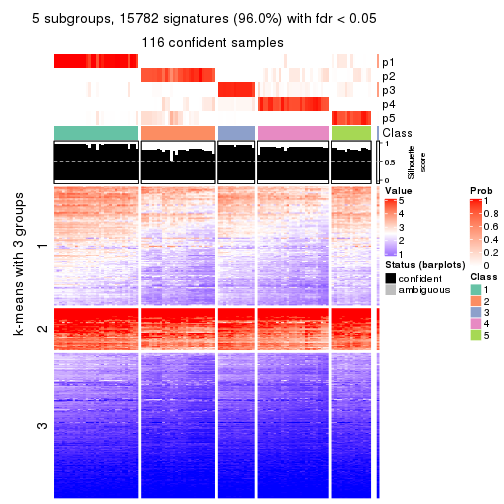 5 subgroups, 15782 signatures (96.0%) with fdr < 0.05
116 confident samples
p1
p2
p3
p4
p5
Class
1
0.5
0
Silhouette
score
k-means with 3 groups
1
2
3
Value
5
4
3
2
1
Status (barplots)
confident
ambiguous
Prob
1
0.8
0.6
0.4
0.2
0
Class
1
2
3
4
5